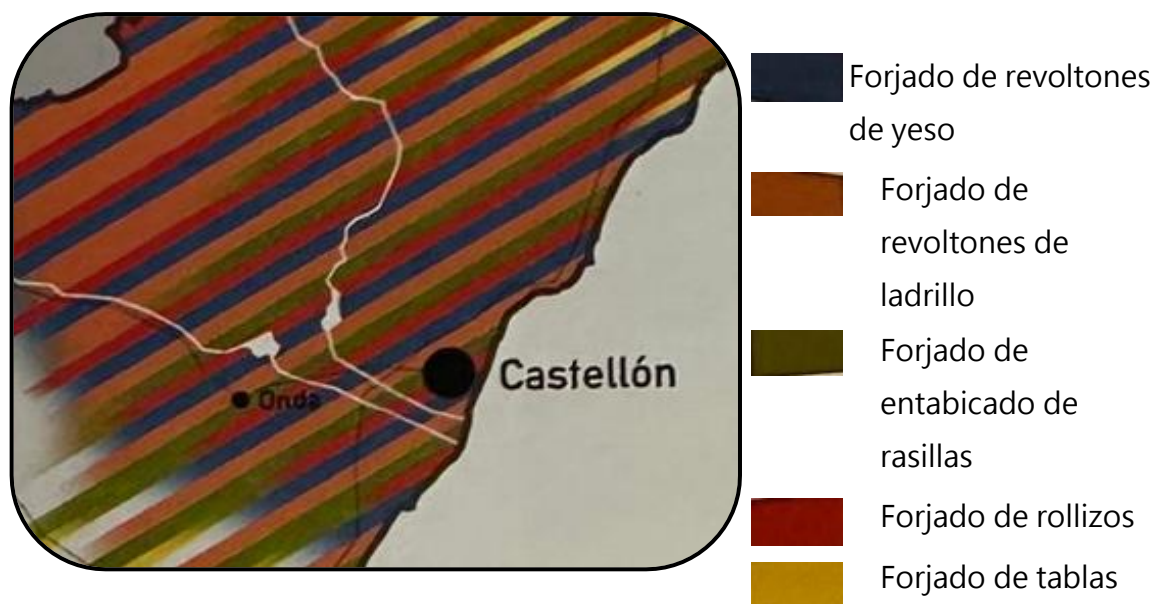 Castellón
Onda
Forjado de revoltones
de yeso
Forjado de
revoltones de
ladrillo
Forjado de
entabicado de
rasillas
Forjado de rollizos
Forjado de tablas